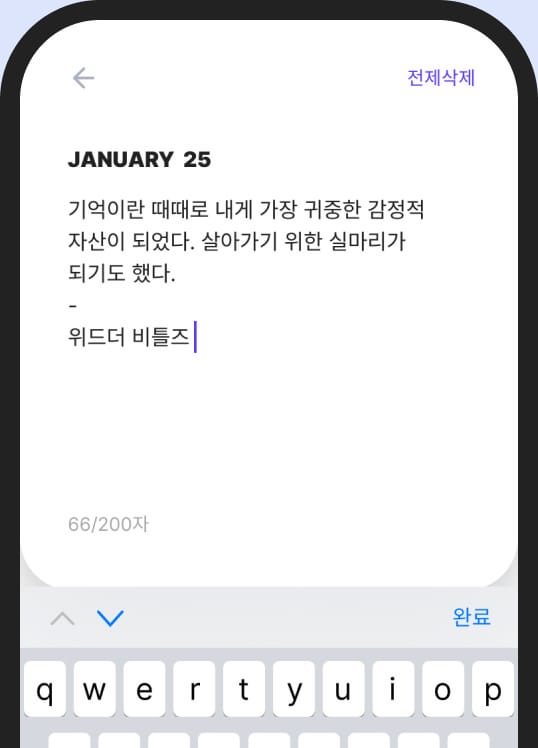 전제삭제
JANUARY 25
기억이란 때때로 내게 가장 귀중한 감정적
자산이 되었다. 살아가기 위한 실마리가
되기도 했다.
-
위드더 비틀즈
66/200자
완료
q w e r t y u i o p